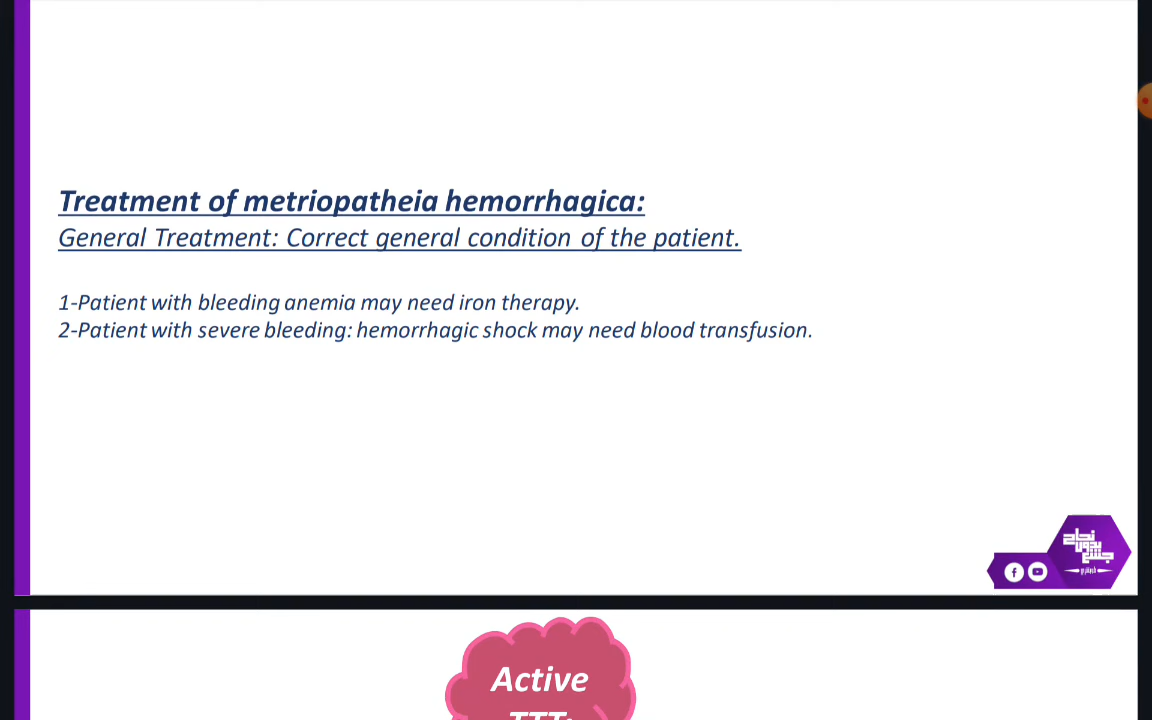 Treatment of metriopatheia hemorrhagica:
General Treatment: Correct general condition of the patient.
1-Patient with bleeding anemia may need iron therapy.
2-Patient with severe bleeding: hemorrhagic shock may need blood transfusion.
Active
TTT: